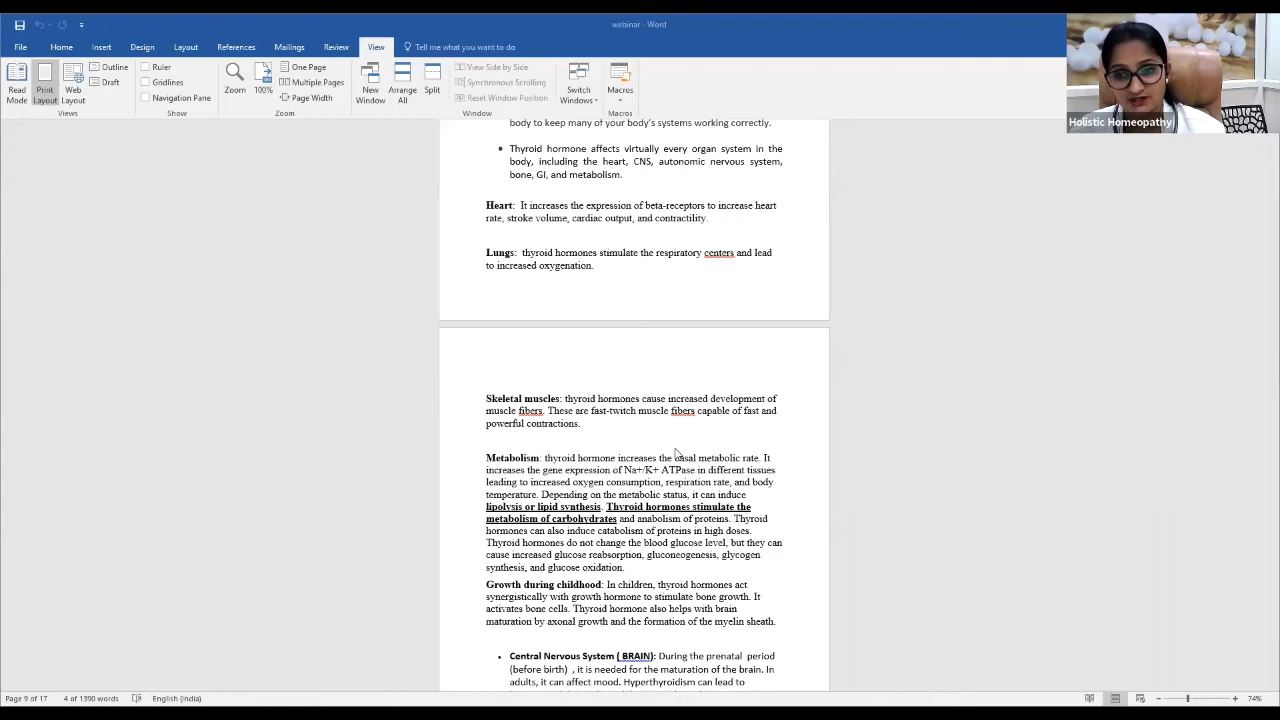 webinar - Word
File Home Insert Design Layout References Mailings Review View Tell me what you want to do
Read Mode
Print Layout
Web Layout
Outline
Draft
Views
Ruler
Gridlines
Navigation Pane
Show
Zoom
100%
One Page
Multiple Pages
Page Width
Zoom
New Window
Arrange All
Split
View Side by Side
Synchronous Scrolling
Reset Window Position
Window
Switch Windows
Macros
Macros
Holistic Homeopathy
body to keep many of your body's systems working correctly.
• Thyroid hormone affects virtually every organ system in the
body, including the heart, CNS, autonomic nervous system,
bone, GI, and metabolism.
Heart: It increases the expression of beta-receptors to increase heart
rate, stroke volume, cardiac output, and contractility.
Lungs: thyroid hormones stimulate the respiratory centers and lead
to increased oxygenation.
Skeletal muscles: thyroid hormones cause increased development of
muscle fibers. These are fast-twitch muscle fibers capable of fast and
powerful contractions.
Metabolism: thyroid hormone increases the basal metabolic rate. It
increases the gene expression of Na+/K+ ATPase in different tissues
leading to increased oxygen consumption, respiration rate, and body
temperature. Depending on the metabolic status, it can induce
lipolysis or lipid synthesis. Thyroid hormones stimulate the
metabolism of carbohydrates and anabolism of proteins. Thyroid
hormones can also induce catabolism of proteins in high doses.
Thyroid hormones do not change the blood glucose level, but they can
cause increased glucose reabsorption, gluconeogenesis, glycogen
synthesis, and glucose oxidation.
Growth during childhood: In children, thyroid hormones act
synergistically with growth hormone to stimulate bone growth. It
activates bone cells. Thyroid hormone also helps with brain
maturation by axonal growth and the formation of the myelin sheath.
• Central Nervous System ( BRAIN): During the prenatal period
(before birth) , it is needed for the maturation of the brain. In
adults, it can affect mood. Hyperthyroidism can lead to
Page 9 of 17 4 of 1390 words English (India) 74%